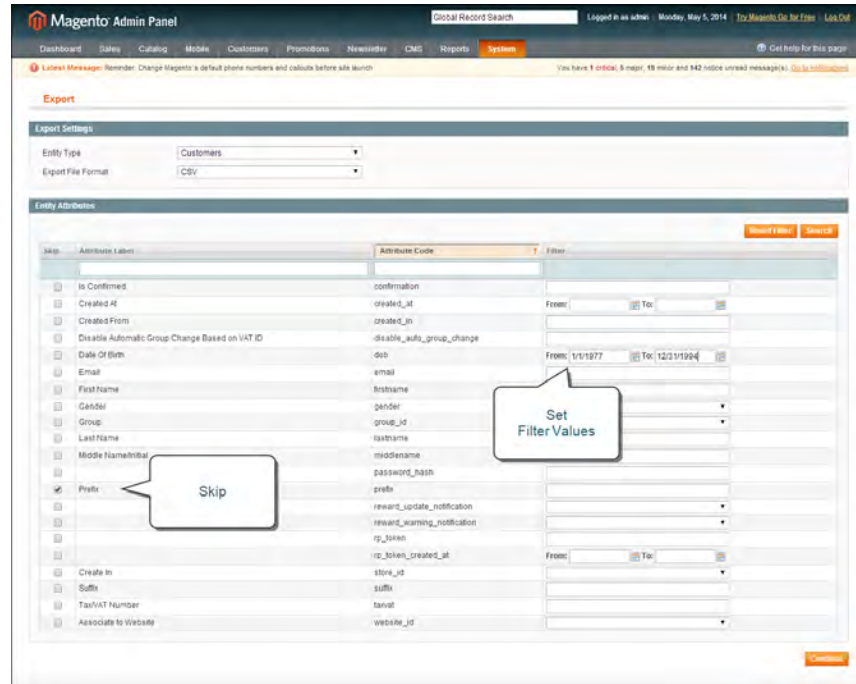 Magento Admin Panel
Global Record Search
Logged in as admin | Monday, May 5, 2014 | Try Magento Go for Free | Log Out
Dashboard Sales Catalog Mobile Customers Promotions Newsletter CMS Reports System
Get help for this page
Latest Message: Reminder: Change Magento's default phone numbers and callouts before site launch
You have 1 critical, 5 major, 15 minor and 142 notice unread message(s). Go to notifications
Export
Export Settings
Entity Type Customers
Export File Format CSV
Entity Attributes
Reset Filter Search
Skip Attribute Label Attribute Code Filter
Is Confirmed confirmation
Created At created_at From: To:
Created From created_in
Disable Automatic Group Change Based on VAT ID disable_auto_group_change
Date Of Birth dob From: 1/1/1977 To: 12/31/1994
Email email
First Name firstname
Gender gender
Group group_id
Set
Filter Values
Last Name lastname
Middle Name/Initial middlename
password_hash
Prefix prefix
Skip
reward_update_notification
reward_warning_notification
rp_token
rp_token_created_at From: To:
Create In store_id
Suffix suffix
Tax/VAT Number taxvat
Associate to Website website_id
Continue